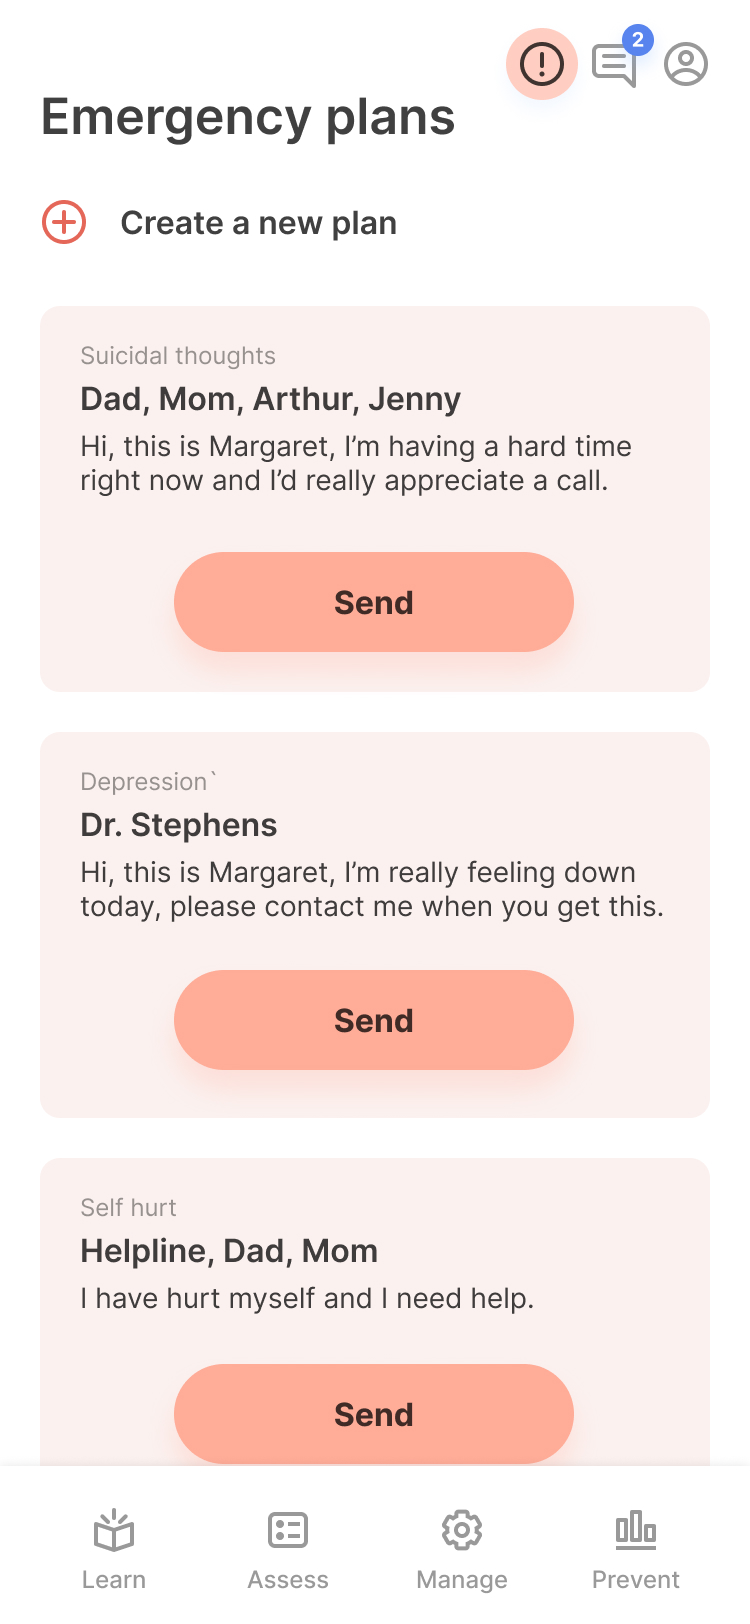 2
Emergency plans
Create a new plan
Suicidal thoughts
Dad, Mom, Arthur, Jenny
Hi, this is Margaret, I’m having a hard time
right now and I’d really appreciate a call.
Send
Depression`
Dr. Stephens
Hi, this is Margaret, I’m really feeling down
today, please contact me when you get this.
Send
Self hurt
Helpline, Dad, Mom
I have hurt myself and I need help.
Send
Learn
Assess
Manage
Prevent